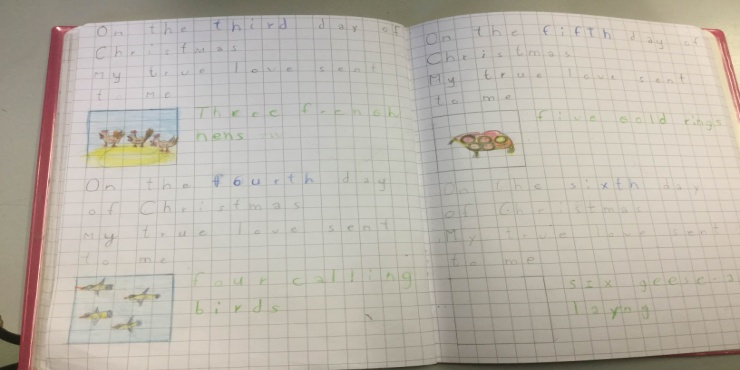 On the third day of
Christmas
My true love sent
to me
Three french
hens
On the fourth day
of Christmas
My true love sent
to me
four calling
birds
On the fifth day of
Christmas
My true love sent
to me
five gold rings
On the sixth day
of Christmas
My true love sent
to me
six geese a
layng